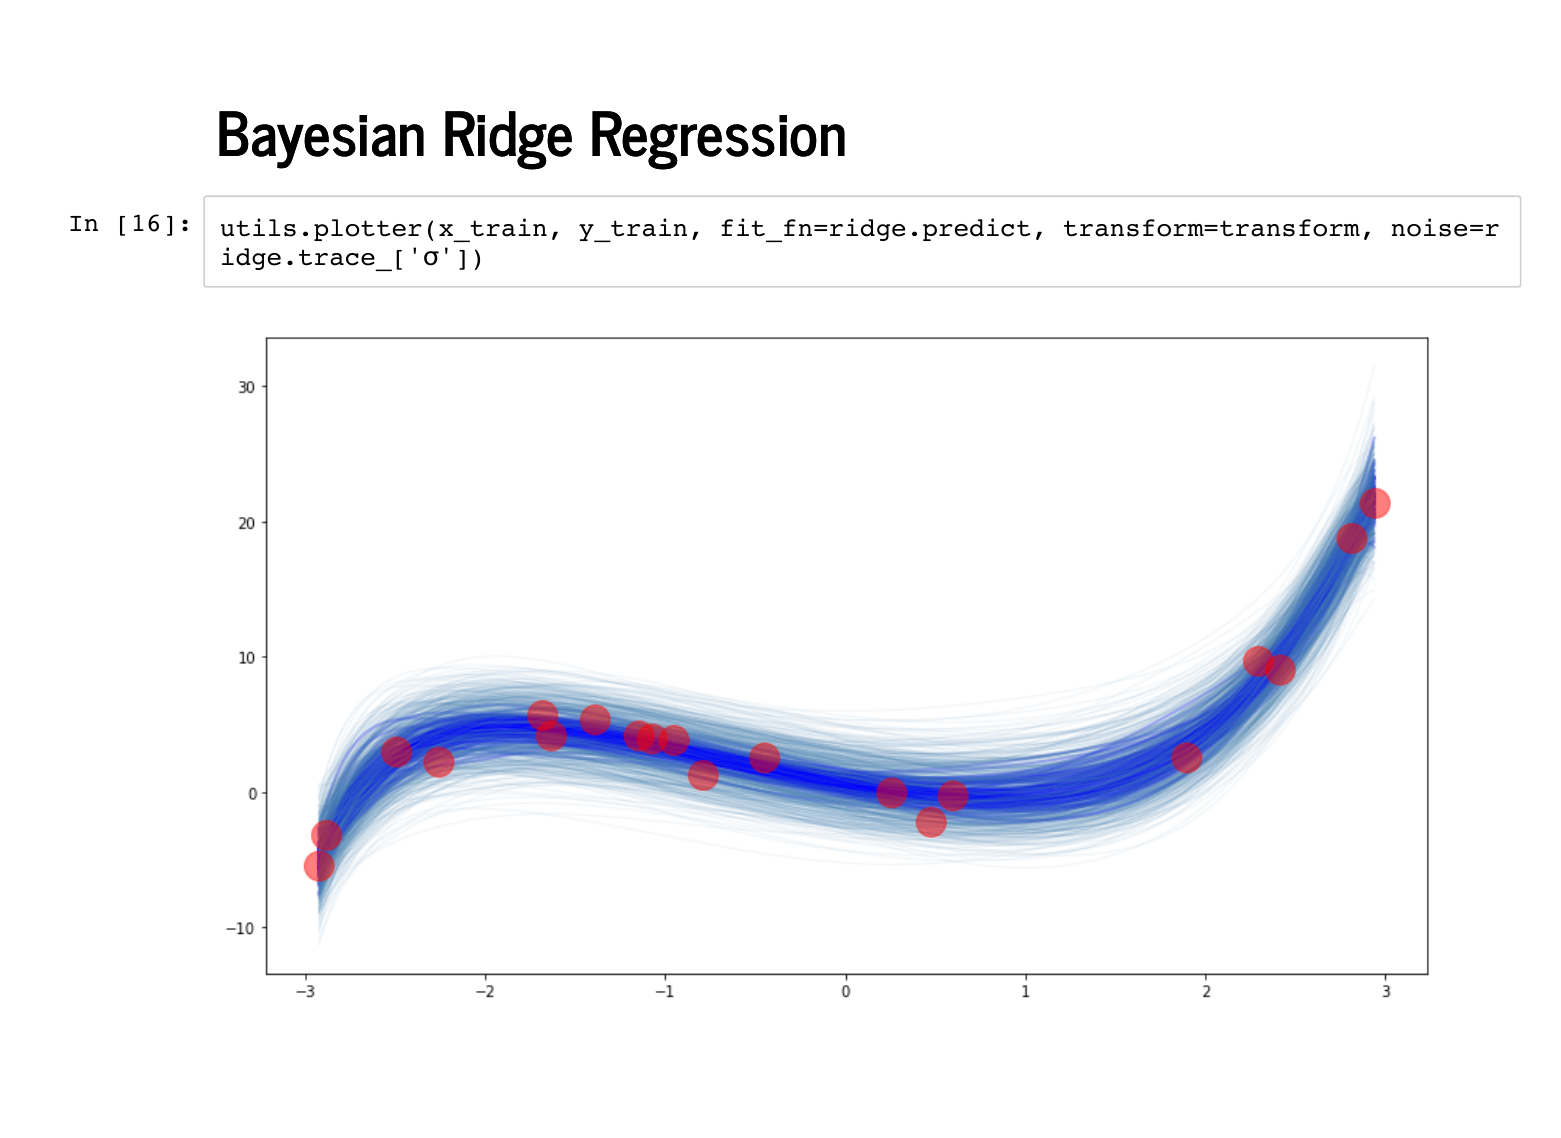 Bayesian Ridge Regression
In [16]:
utils.plotter(x_train, y_train, fit_fn=ridge.predict, transform=transform, noise=r
idge.trace_['σ'])
30
20
10
0
−10
−3 −2 −1 0 1 2 3